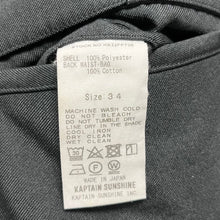 SHELL 100% Polyester
BACK WAIST-BAG
100% Cotton
Size 34
MACHINE WASH COLD
DO NOT BLEACH
DO NOT TUMBLE DRY
LINE DRY IN THE SHADE
COOL IRON
DRY CLEAN
WET CLEAN
MADE IN JAPAN
KAPTAIN SUNSHINE
KAPTAIN SUNSHINE INC.